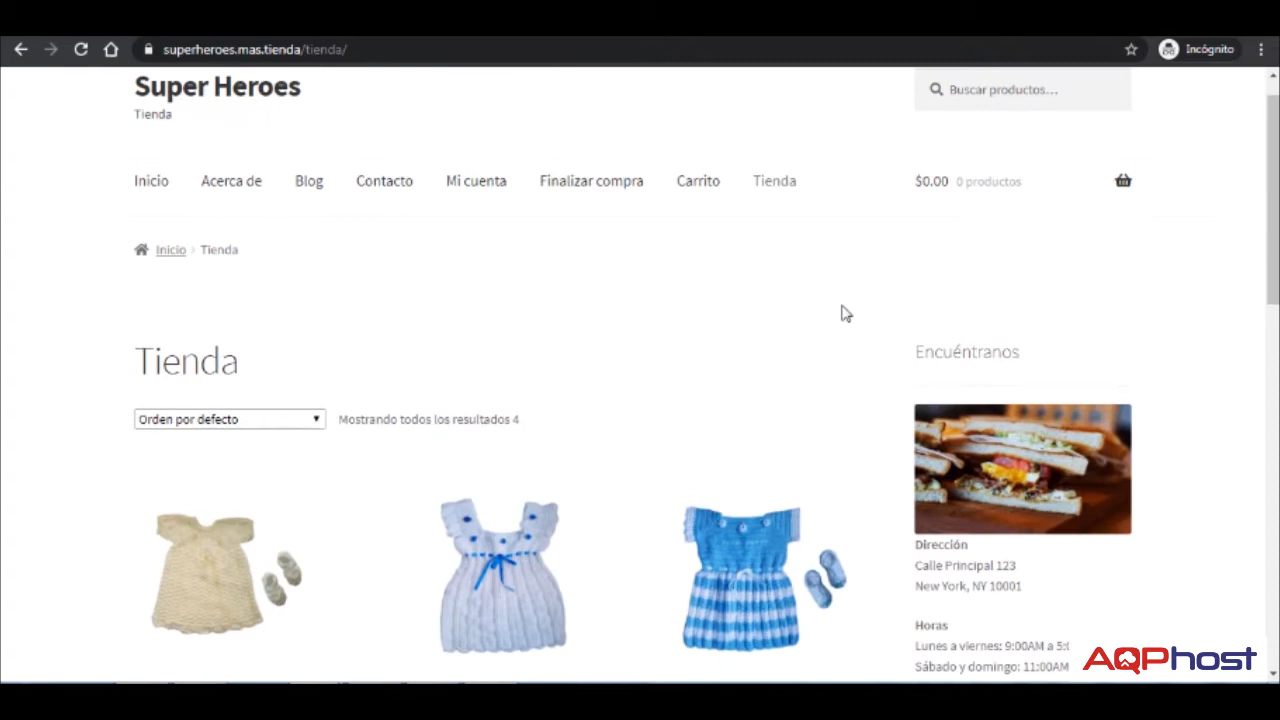 superheroes.mas.tienda/tienda/
Incógnito
Super Heroes
Tienda
Buscar productos…
Inicio
Acerca de
Blog
Contacto
Mi cuenta
Finalizar compra
Carrito
Tienda
$0.00 0 productos
Inicio › Tienda
Tienda
Encuéntranos
Orden por defecto
Mostrando todos los resultados 4
Dirección
Calle Principal 123
New York, NY 10001
Horas
Lunes a viernes: 9:00AM a
Sábado y domingo: 11:00AM
AQPhost